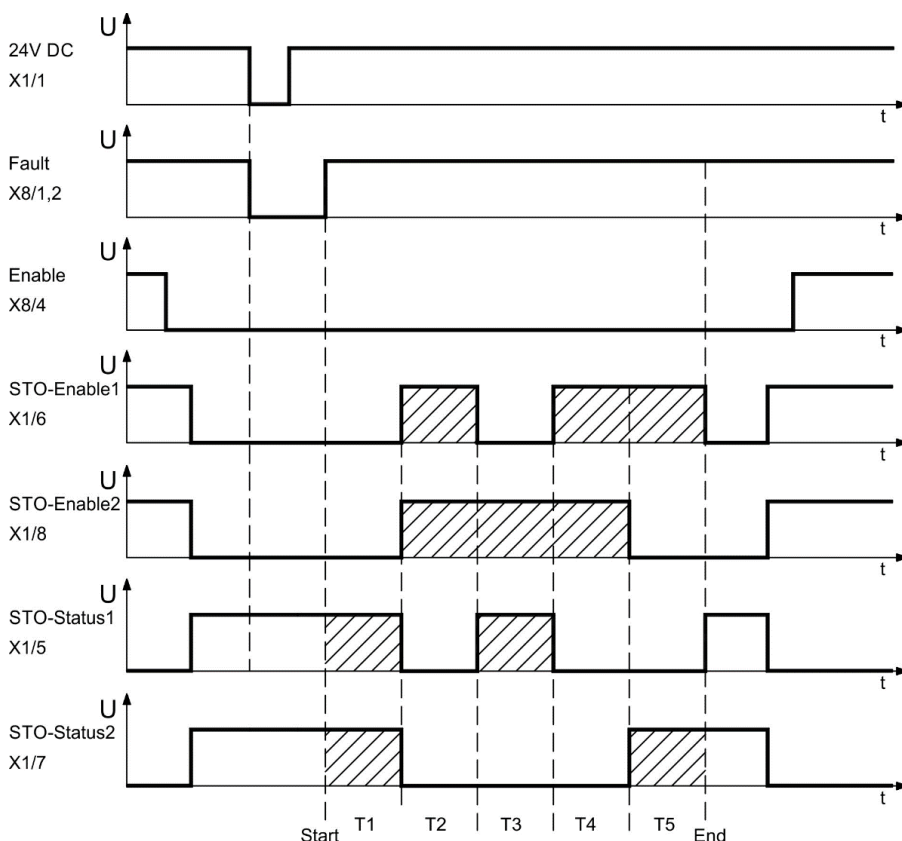 U
24V DC
X1/1
t
U
Fault
X8/1,2
t
U
Enable
X8/4
t
U
STO-Enable1
X1/6
t
U
STO-Enable2
X1/8
t
U
STO-Status1
X1/5
t
U
STO-Status2
X1/7
t
Start T1 T2 T3 T4 T5 End